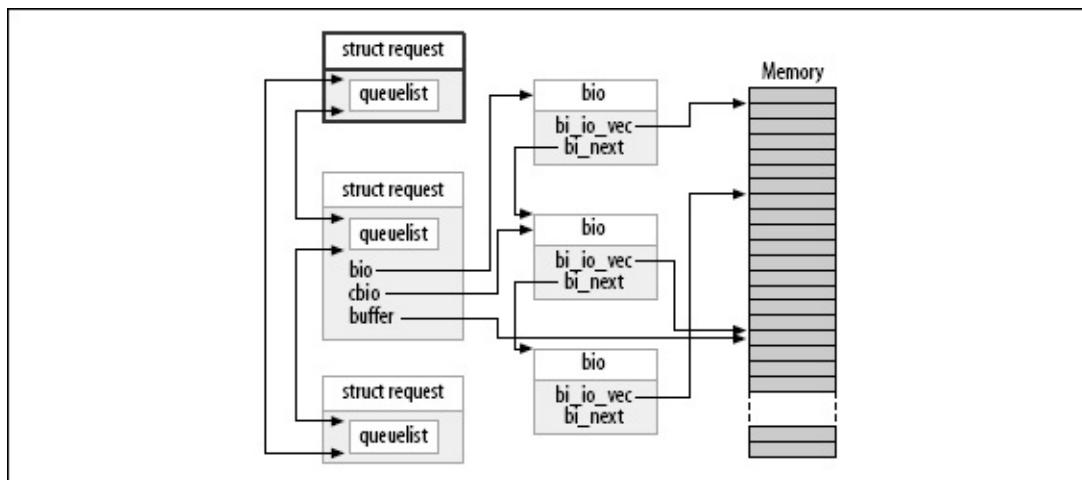 struct request
queuelist
struct request
queuelist
bio
cbio
buffer
struct request
queuelist
bio
bi_io_vec
bi_next
bio
bi_io_vec
bi_next
bio
bi_io_vec
bi_next
Memory